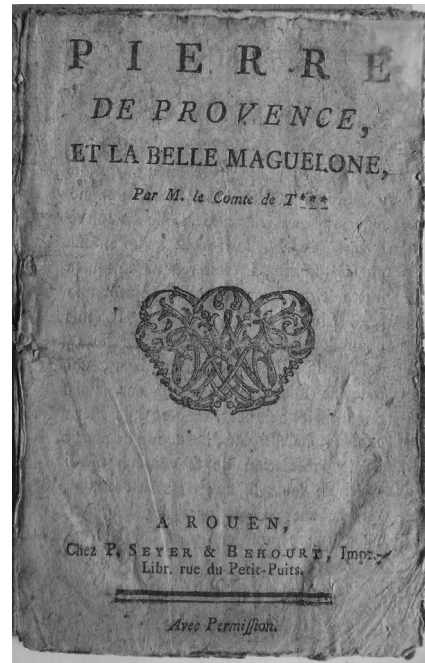 PIERRE
DE PROVENCE,
ET LA BELLE MAGUELONE,
Par M. le Comte de T***
A ROUEN,
Chez P. SEYER & BEHOURT, Impr.-
Libr. rue du Petit-Puits.
Avec Permiſſion.